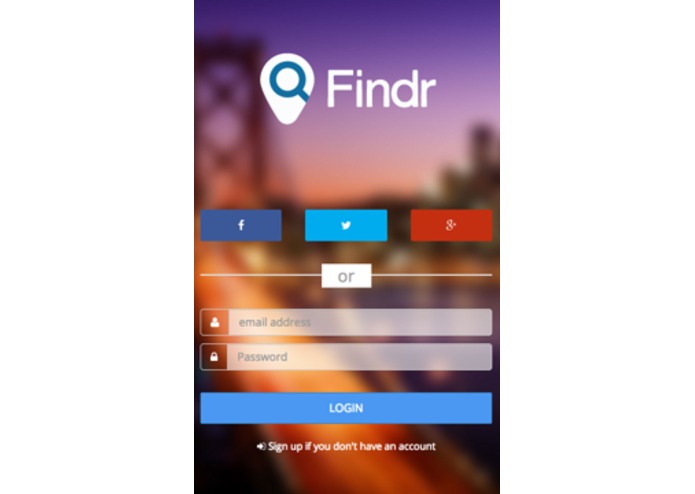 Findr
f
g+
or
email address
Password
LOGIN
Sign up if you don't have an account